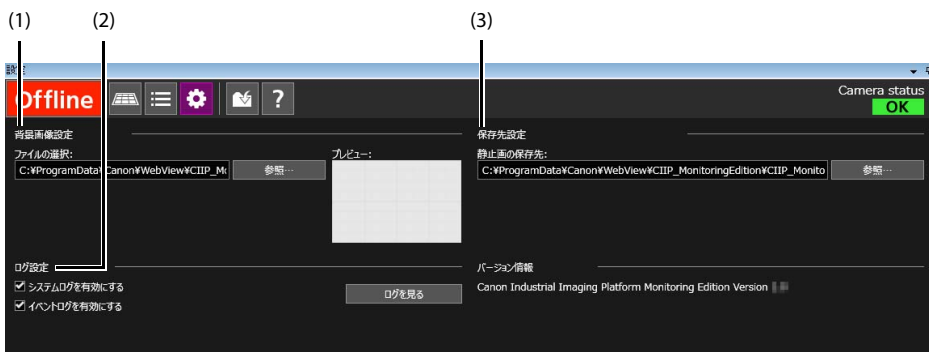 (1) (2) (3)
設定
Offline ? Camera status
OK
背景画像設定 保存先設定
ファイルの選択: プレビュー: 静止画の保存先:
C:¥ProgramData¥Canon¥WebView¥CIIP_Mo 参照… C:¥ProgramData¥Canon¥WebView¥CIIP_MonitoringEdition¥CIIP_Monito 参照…
ログ設定 バージョン情報
システムログを有効にする ログを見る Canon Industrial Imaging Platform Monitoring Edition Version
イベントログを有効にする